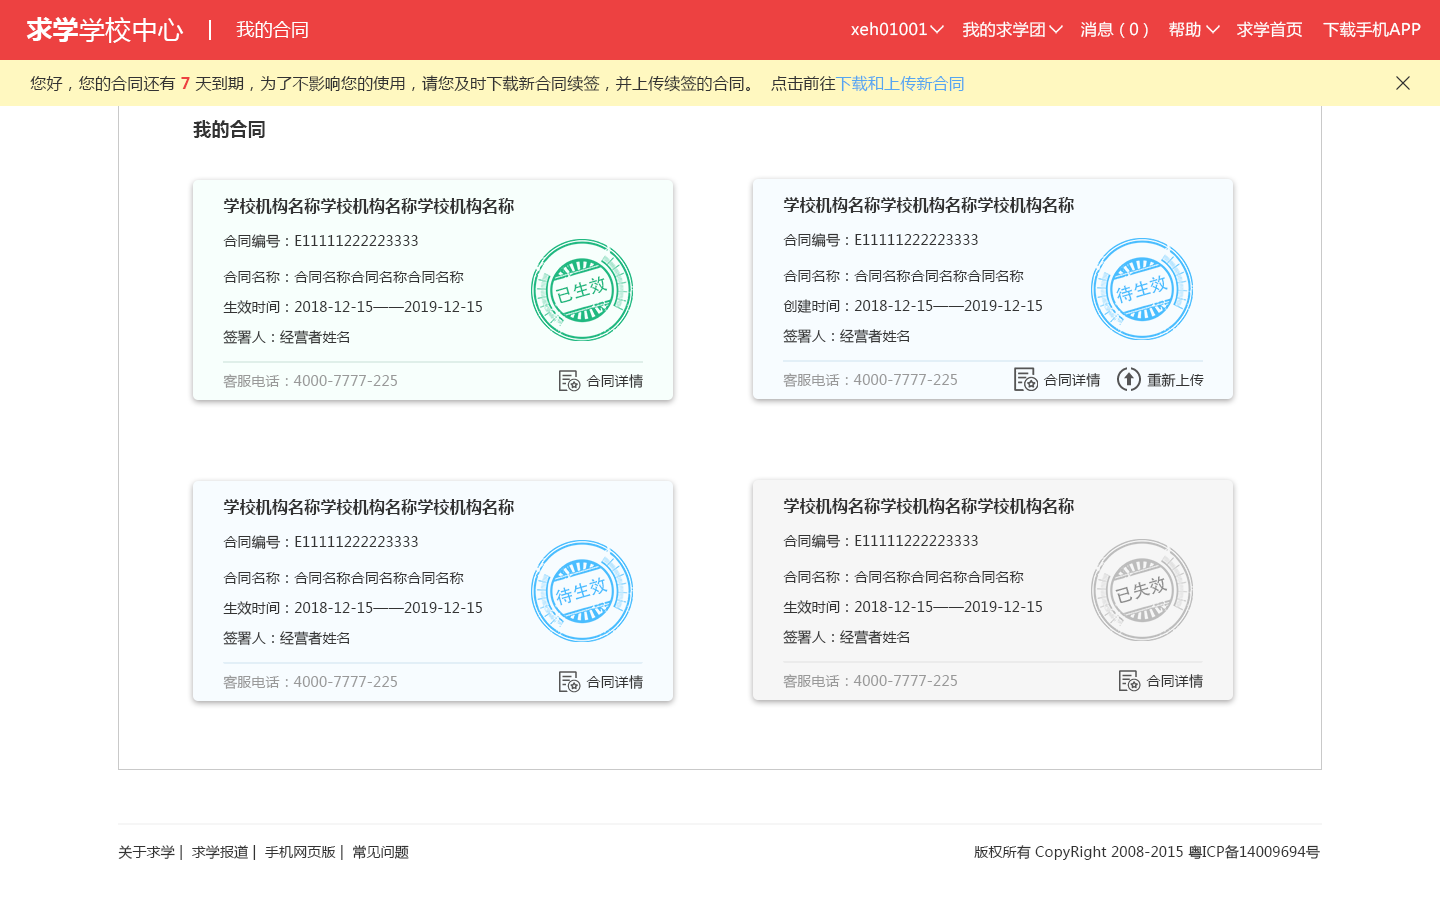 求学学校中心 | 我的合同 xeh01001 我的求学团 消息 ( 0 ) 帮助 求学首页 下载手机APP
您好，您的合同还有 7 天到期，为了不影响您的使用，请您及时下载新合同续签，并上传续签的合同。 点击前往下载和上传新合同
我的合同
学校机构名称学校机构名称学校机构名称
合同编号：E11111222223333
合同名称：合同名称合同名称合同名称
生效时间：2018-12-15——2019-12-15
签署人：经营者姓名
已生效
客服电话：4000-7777-225 合同详情
学校机构名称学校机构名称学校机构名称
合同编号：E11111222223333
合同名称：合同名称合同名称合同名称
创建时间：2018-12-15——2019-12-15
签署人：经营者姓名
待生效
客服电话：4000-7777-225 合同详情 重新上传
学校机构名称学校机构名称学校机构名称
合同编号：E11111222223333
合同名称：合同名称合同名称合同名称
生效时间：2018-12-15——2019-12-15
签署人：经营者姓名
待生效
客服电话：4000-7777-225 合同详情
学校机构名称学校机构名称学校机构名称
合同编号：E11111222223333
合同名称：合同名称合同名称合同名称
生效时间：2018-12-15——2019-12-15
签署人：经营者姓名
已失效
客服电话：4000-7777-225 合同详情
关于求学 | 求学报道 | 手机网页版 | 常见问题 版权所有 CopyRight 2008-2015 粤ICP备14009694号